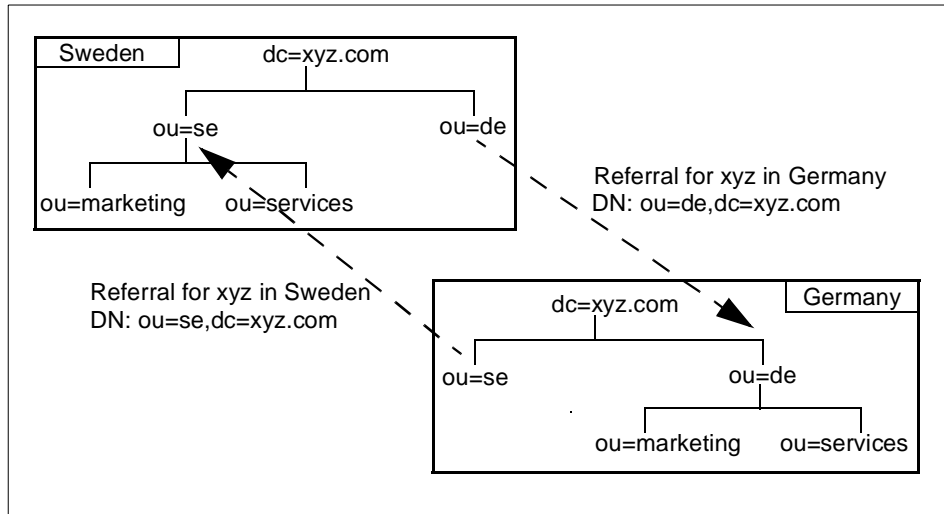 Sweden
dc=xyz.com
ou=se
ou=de
ou=marketing
ou=services
Referral for xyz in Germany
DN: ou=de,dc=xyz.com
Referral for xyz in Sweden
DN: ou=se,dc=xyz.com
dc=xyz.com
Germany
ou=se
ou=de
ou=marketing
ou=services